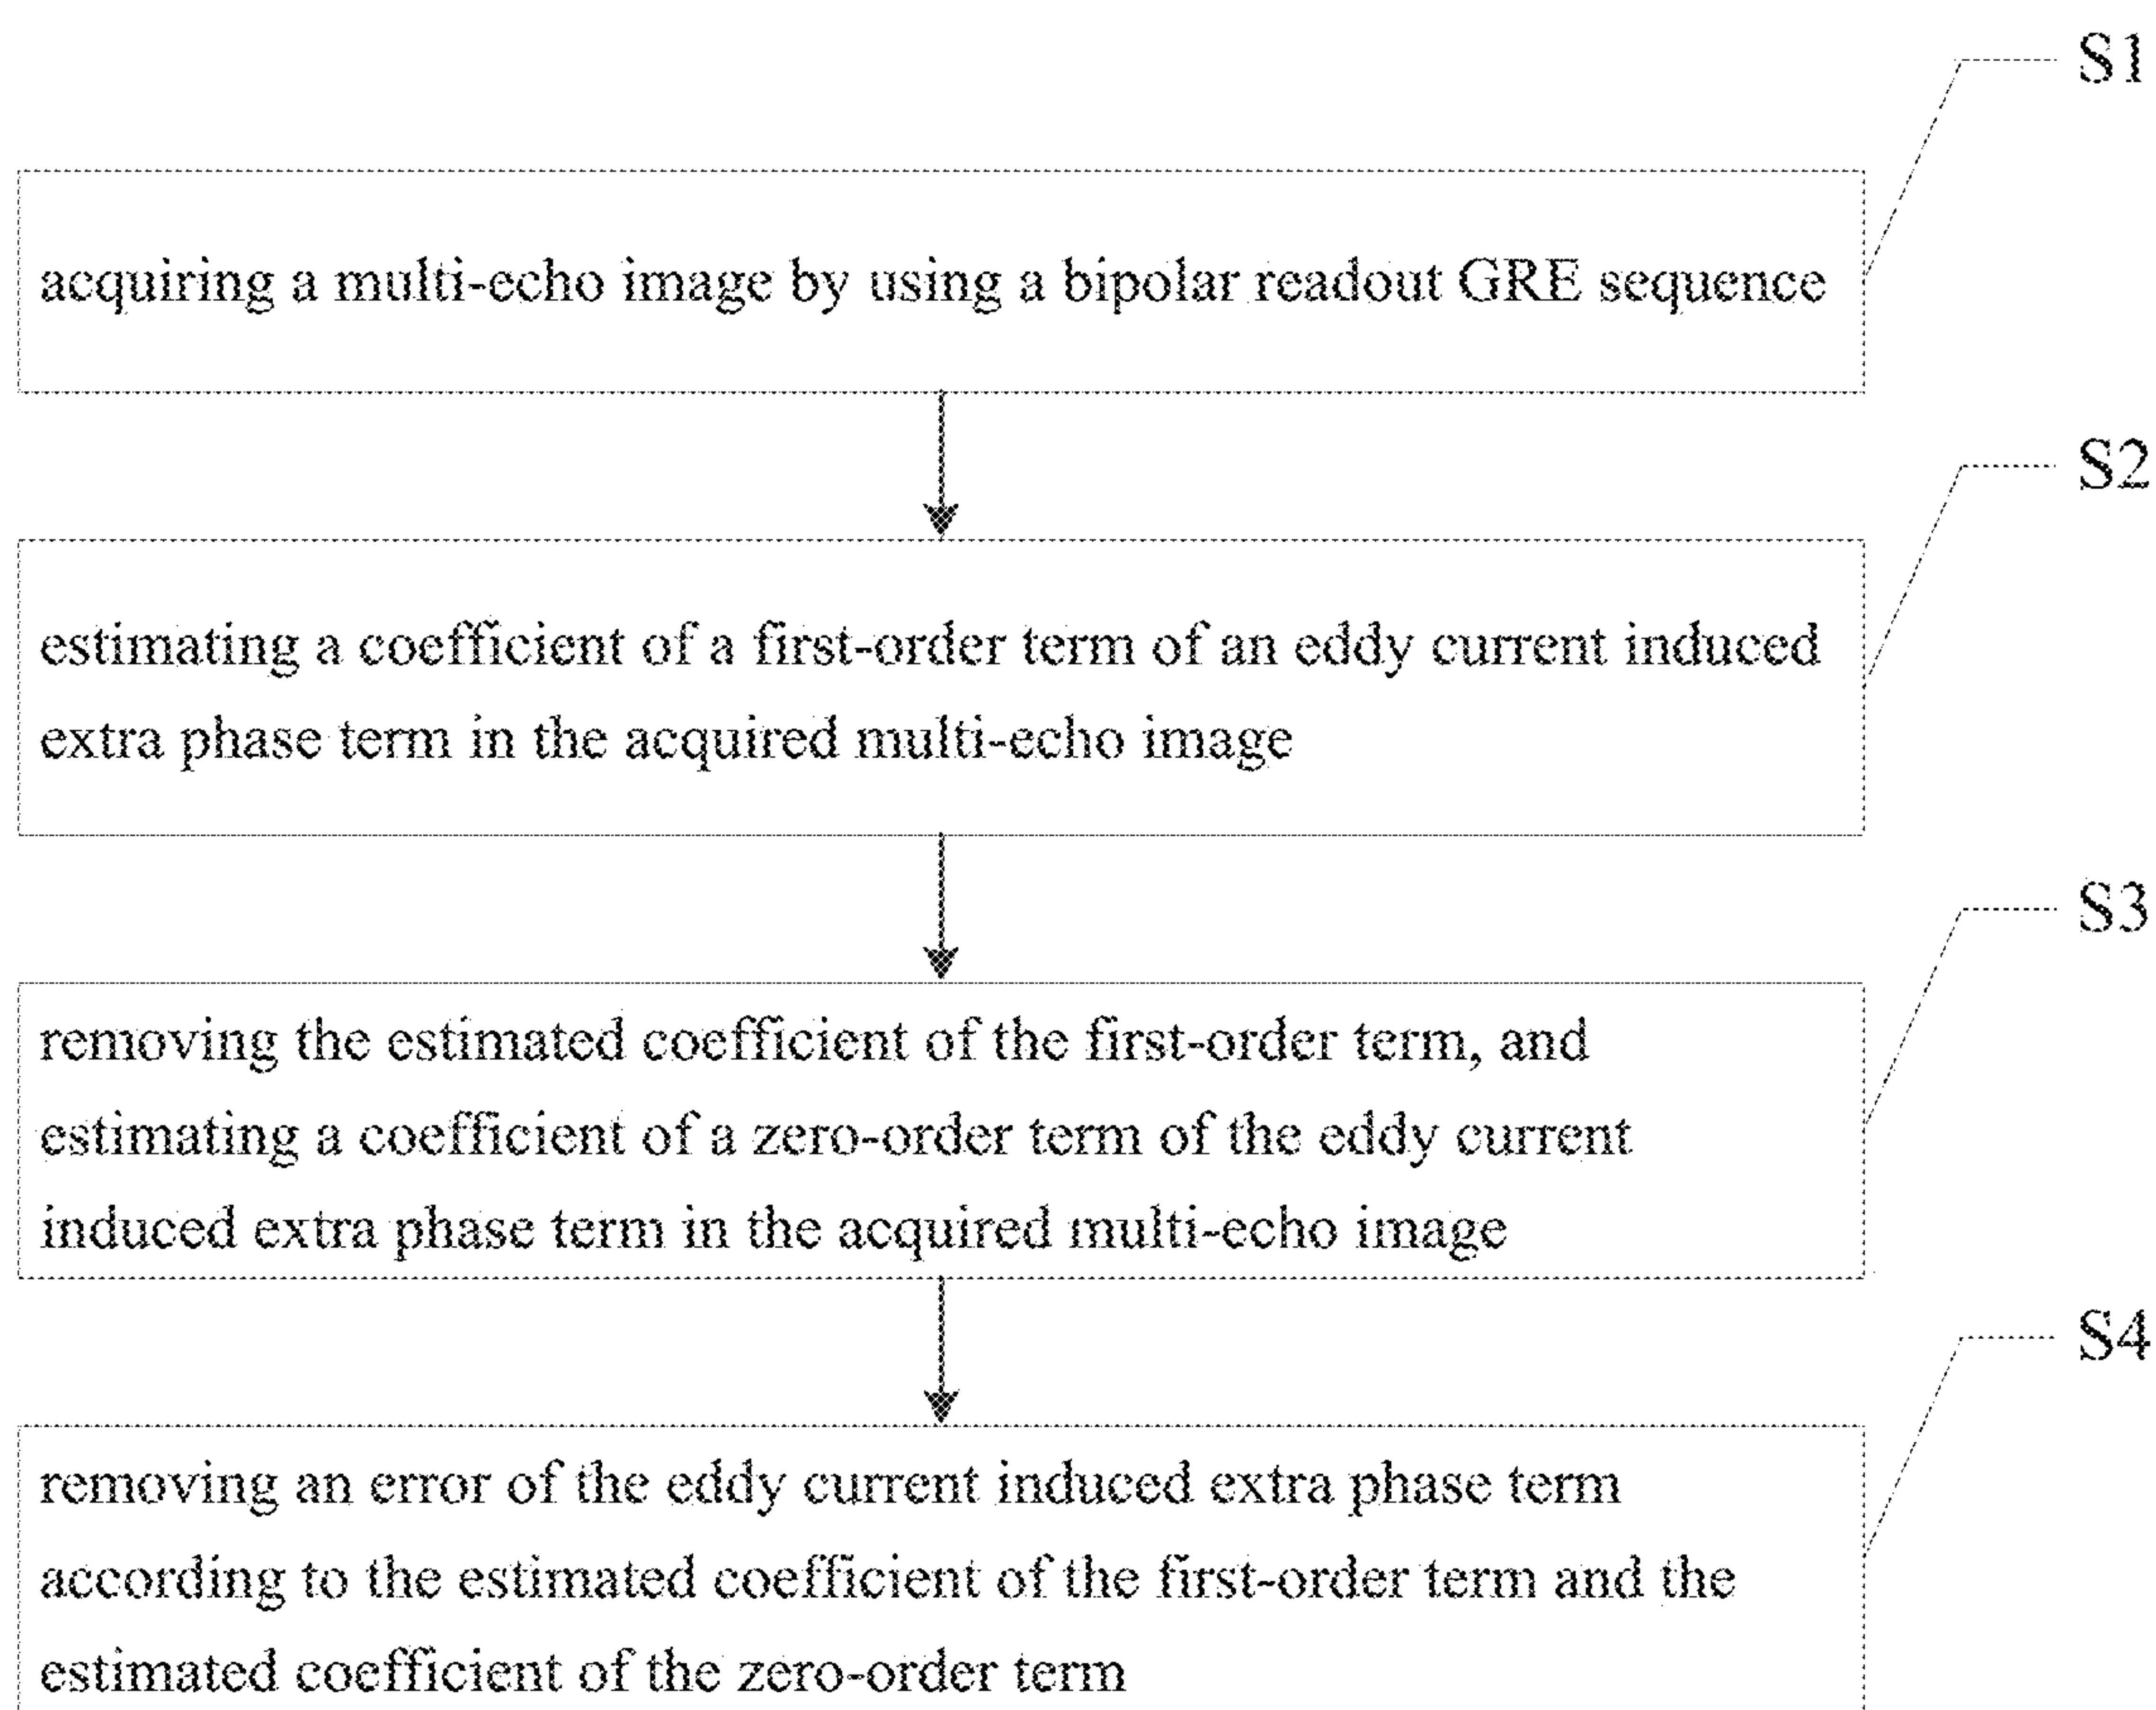 S1
acquiring a multi-echo image by using a bipolar readout GRE sequence
S2
estimating a coefficient of a first-order term of an eddy current induced
extra phase term in the acquired multi-echo image
S3
removing the estimated coefficient of the first-order term, and
estimating a coefficient of a zero-order term of the eddy current
induced extra phase term in the acquired multi-echo image
S4
removing an error of the eddy current induced extra phase term
according to the estimated coefficient of the first-order term and the
estimated coefficient of the zero-order term